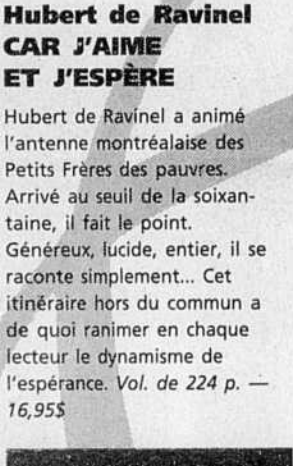 Hubert de Ravinel
CAR J'AIME
ET J'ESPÈRE
Hubert de Ravinel a animé
l'antenne montréalaise des
Petits Frères des pauvres.
Arrivé au seuil de la soixan-
taine, il fait le point.
Généreux, lucide, entier, il se
raconte simplement... Cet
itinéraire hors du commun a
de quoi ranimer en chaque
lecteur le dynamisme de
l'espérance. Vol. de 224 p. —
16,95$